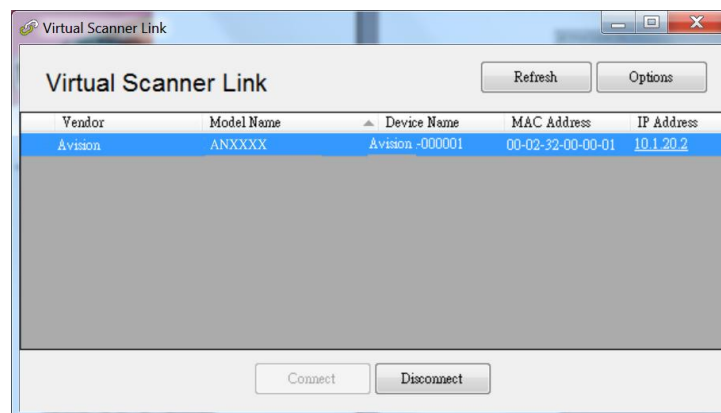 Virtual Scanner Link
Virtual Scanner Link
Refresh
Options
Vendor Model Name Device Name MAC Address IP Address
Avision ANXXXX Avision -000001 00-02-32-00-00-01 10.1.20.2
Connect
Disconnect